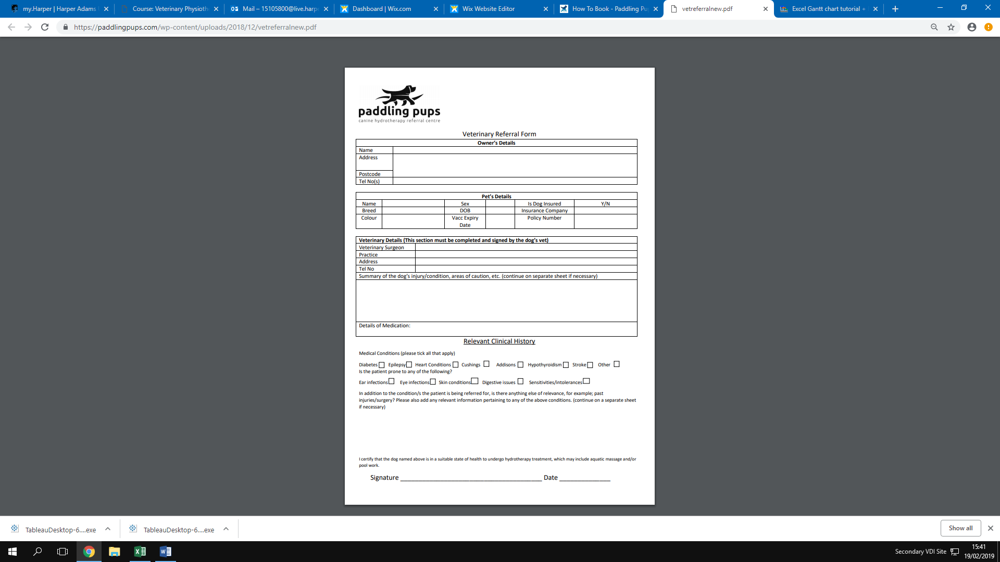 my.Harper | Harper Adams
Course: Veterinary Physioth
Mail – 15105800@live.harp
Dashboard | Wix.com
Wix Website Editor
How To Book - Paddling Pu
vetreferralnew.pdf
Excel Gantt chart tutorial +
https://paddlingpups.com/wp-content/uploads/2018/12/vetreferralnew.pdf
paddling pups
canine hydrotherapy referral centre
Veterinary Referral Form
Owner's Details
Name
Address
Postcode
Tel No(s)
Pet's Details
Name Sex Is Dog Insured Y/N
Breed DOB Insurance Company
Colour Vacc Expiry Date Policy Number
Veterinary Details (This section must be completed and signed by the dog's vet)
Veterinary Surgeon
Practice
Address
Tel No
Summary of the dog's injury/condition, areas of caution, etc. (continue on separate sheet if necessary)
Details of Medication:
Relevant Clinical History
Medical Conditions (please tick all that apply)
Diabetes Epilepsy Heart Conditions Cushings Addisons Hypothyroidism Stroke Other
Is the patient prone to any of the following?
Ear infections Eye infections Skin conditions Digestive issues Sensitivities/intolerances
In addition to the condition/s the patient is being referred for, is there anything else of relevance, for example; past
injuries/surgery? Please also add any relevant information pertaining to any of the above conditions. (continue on a separate sheet
if necessary)
I certify that the dog named above is in a suitable state of health to undergo hydrotherapy treatment, which may include aquatic massage and/or
pool work.
Signature ________ Date ________
TableauDesktop-6....exe
TableauDesktop-6....exe
Show all
Secondary VDI Site
15:41
19/02/2019